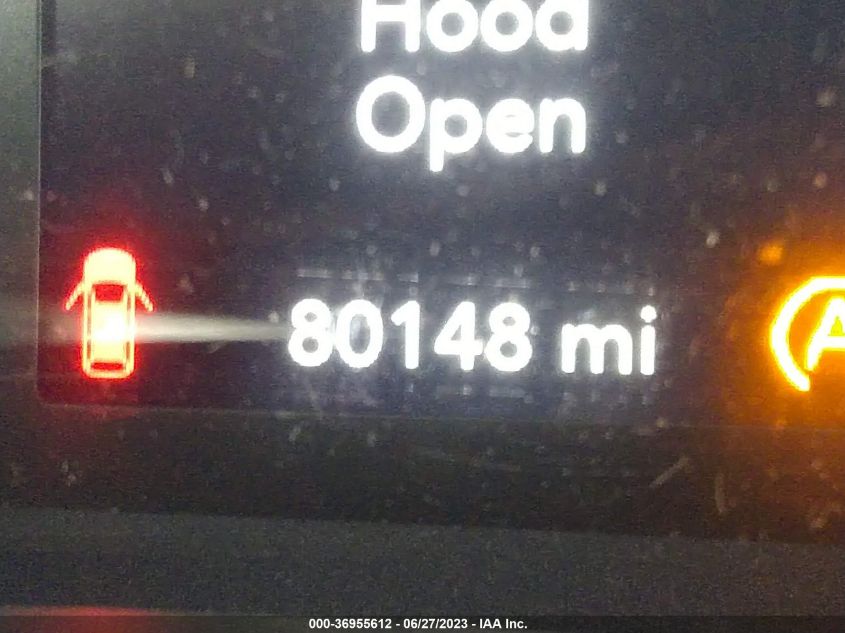 Hood
Open
80148 mi
A
000-36955612 - 06/27/2023 - IAA Inc.